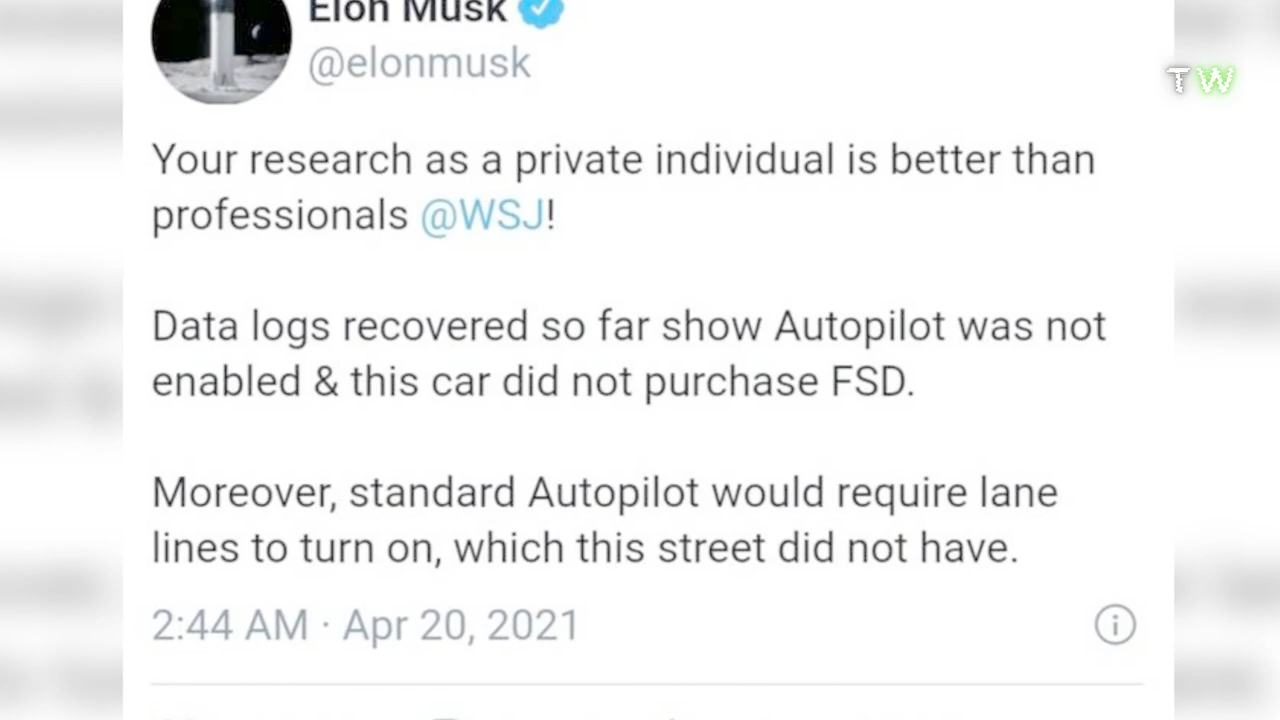 Elon Musk
@elonmusk
TW
Your research as a private individual is better than
professionals @WSJ!
Data logs recovered so far show Autopilot was not
enabled & this car did not purchase FSD.
Moreover, standard Autopilot would require lane
lines to turn on, which this street did not have.
2:44 AM · Apr 20, 2021